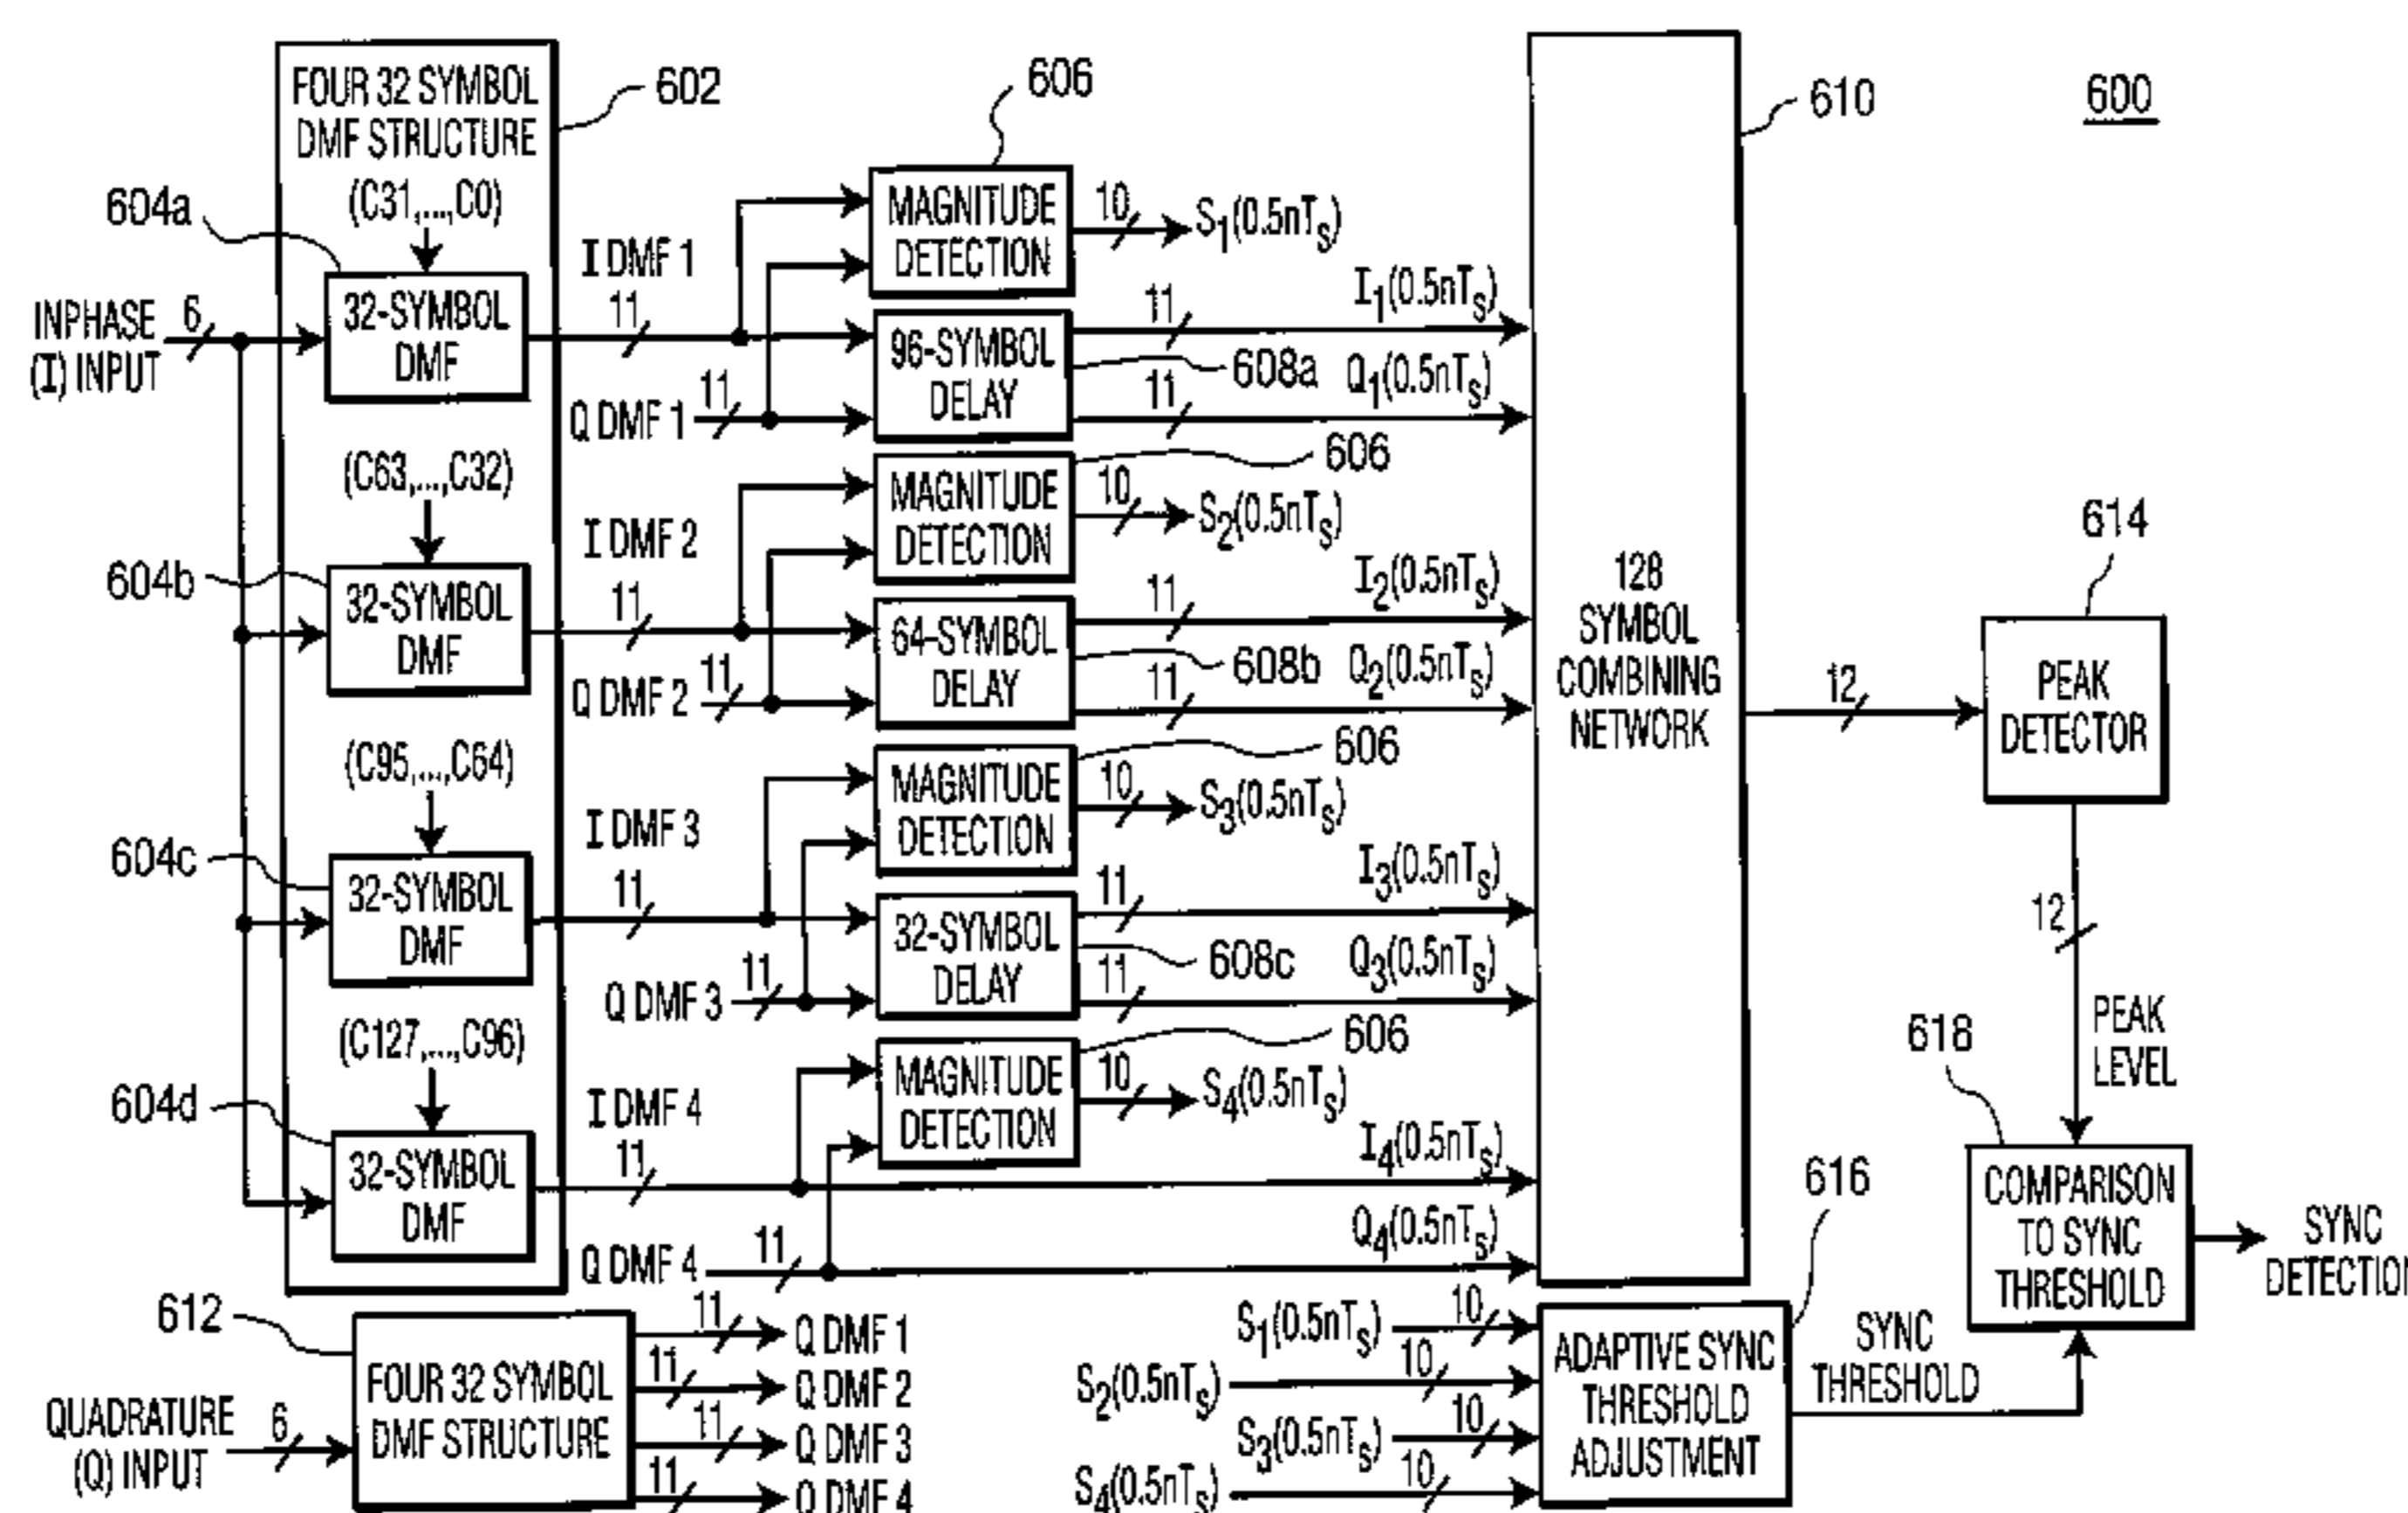 FOUR 32 SYMBOL
DMF STRUCTURE
602
(C31,...,C0)
604a
INPHASE
(I) INPUT
6
32-SYMBOL
DMF
I DMF 1
11
Q DMF 1
11
606
MAGNITUDE
DETECTION
10
S1(0.5nTs)
96-SYMBOL
DELAY
608a
11
I1(0.5nTs)
11
Q1(0.5nTs)
(C63,...,C32)
604b
32-SYMBOL
DMF
I DMF 2
11
Q DMF 2
11
606
MAGNITUDE
DETECTION
10
S2(0.5nTs)
64-SYMBOL
DELAY
608b
11
I2(0.5nTs)
11
Q2(0.5nTs)
(C95,...,C64)
604c
32-SYMBOL
DMF
I DMF 3
11
Q DMF 3
11
606
MAGNITUDE
DETECTION
10
S3(0.5nTs)
32-SYMBOL
DELAY
608c
11
I3(0.5nTs)
11
Q3(0.5nTs)
(C127,...,C96)
604d
32-SYMBOL
DMF
I DMF 4
11
Q DMF 4
11
606
MAGNITUDE
DETECTION
10
S4(0.5nTs)
I4(0.5nTs)
Q4(0.5nTs)
610
128
SYMBOL
COMBINING
NETWORK
600
12
614
PEAK
DETECTOR
12
PEAK
LEVEL
618
COMPARISON
TO SYNC
THRESHOLD
SYNC
DETECTION
612
QUADRATURE
(Q) INPUT
6
FOUR 32 SYMBOL
DMF STRUCTURE
11
Q DMF 1
11
Q DMF 2
11
Q DMF 3
11
Q DMF 4
S1(0.5nTs)
10
S2(0.5nTs)
10
S3(0.5nTs)
10
S4(0.5nTs)
10
616
ADAPTIVE SYNC
THRESHOLD
ADJUSTMENT
SYNC
THRESHOLD